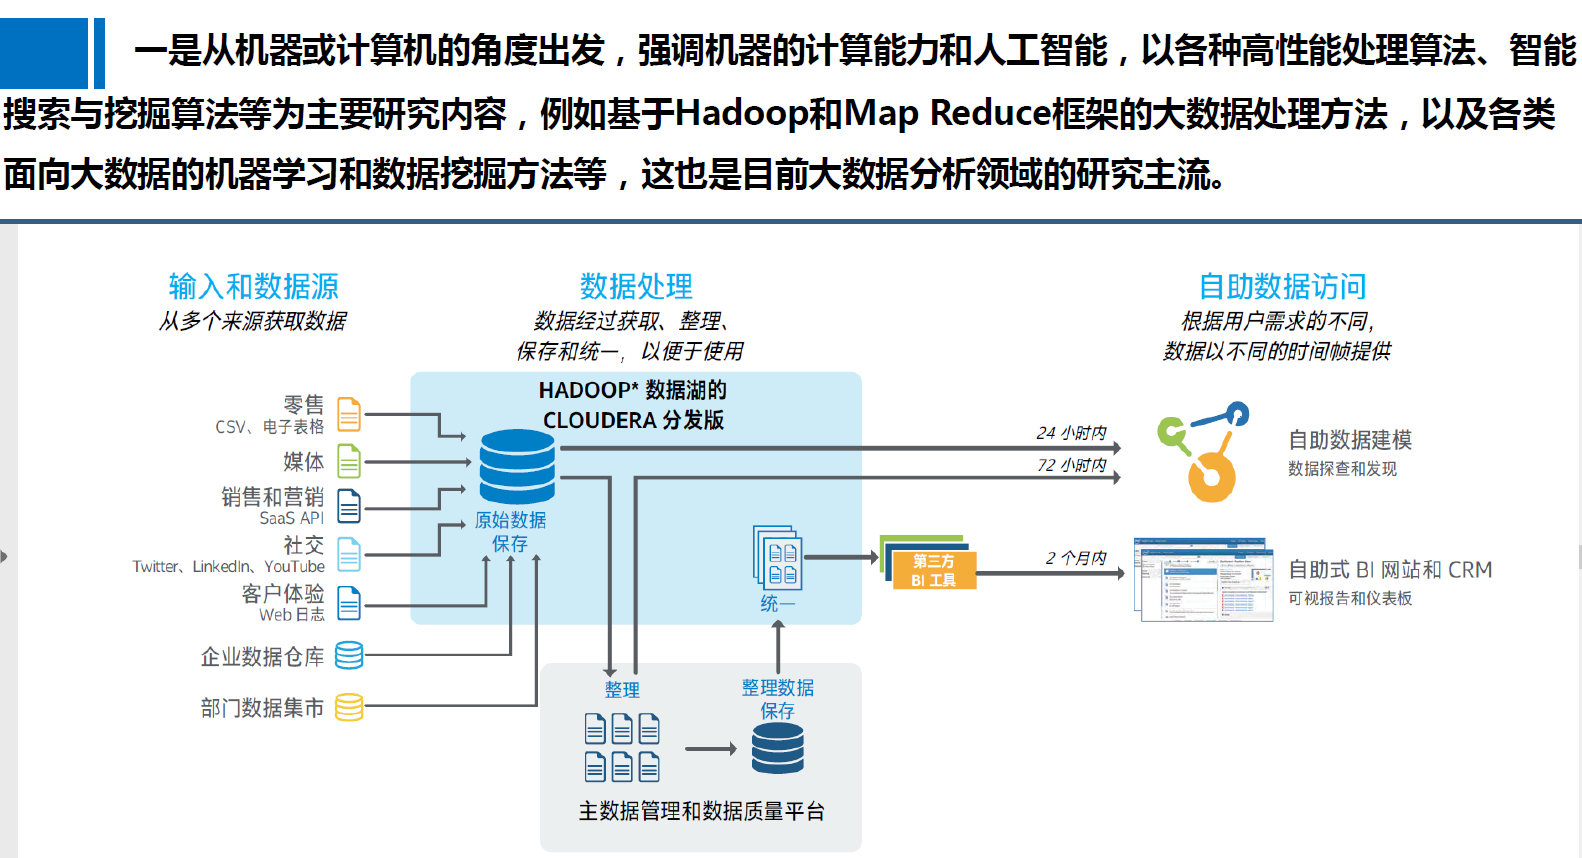 一是从机器或计算机的角度出发，强调机器的计算能力和人工智能，以各种高性能处理算法、智能
搜索与挖掘算法等为主要研究内容，例如基于Hadoop和Map Reduce框架的大数据处理方法，以及各类
面向大数据的机器学习和数据挖掘方法等，这也是目前大数据分析领域的研究主流。
输入和数据源
从多个来源获取数据
数据处理
数据经过获取、整理、
保存和统一，以便于使用
自助数据访问
根据用户需求的不同，
数据以不同的时间帧提供
HADOOP* 数据湖的
CLOUDERA 分发版
零售
CSV、电子表格
媒体
销售和营销
SaaS API
社交
Twitter、LinkedIn、YouTube
客户体验
Web 日志
企业数据仓库
部门数据集市
原始数据
保存
24 小时内
72 小时内
自助数据建模
数据探查和发现
统一
第三方
BI 工具
2 个月内
自助式 BI 网站和 CRM
可视报告和仪表板
整理
整理数据
保存
主数据管理和数据质量平台